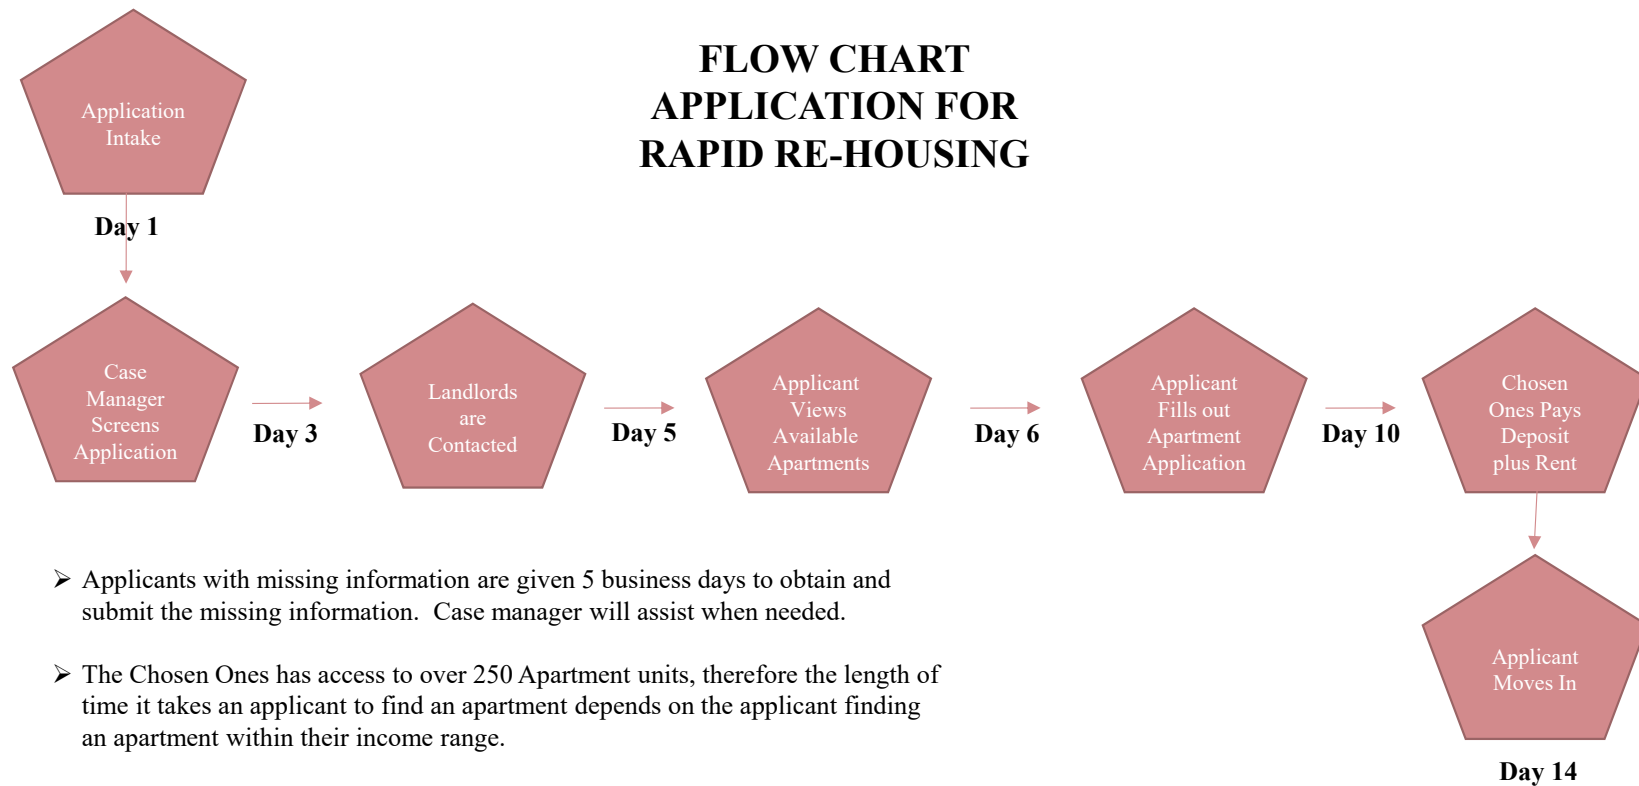 FLOW CHART
APPLICATION FOR
RAPID RE-HOUSING
Application
Intake
Day 1
Case
Manager
Screens
Application
Day 3
Landlords
are
Contacted
Day 5
Applicant
Views
Available
Apartments
Day 6
Applicant
Fills out
Apartment
Application
Day 10
Chosen
Ones Pays
Deposit
plus Rent
Applicant
Moves In
Day 14
➢ Applicants with missing information are given 5 business days to obtain and
submit the missing information.  Case manager will assist when needed.
➢ The Chosen Ones has access to over 250 Apartment units, therefore the length of
time it takes an applicant to find an apartment depends on the applicant finding
an apartment within their income range.